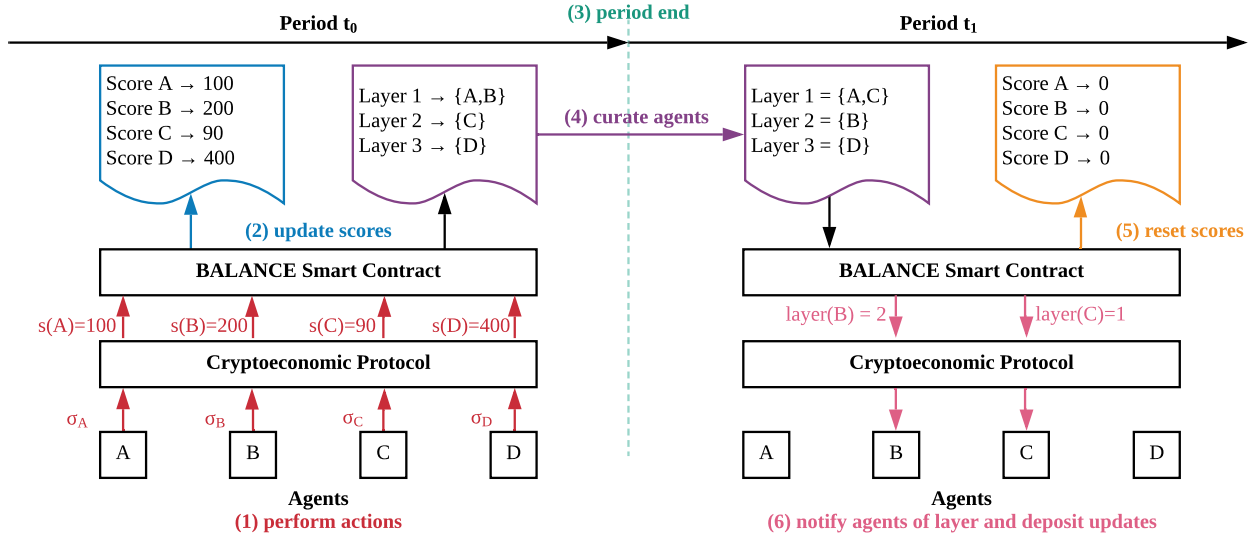 (3) period end
Period t₀
Period t₁
Score A → 100
Score B → 200
Score C → 90
Score D → 400
Layer 1 → {A,B}
Layer 2 → {C}
Layer 3 → {D}
(4) curate agents
Layer 1 = {A,C}
Layer 2 = {B}
Layer 3 = {D}
Score A → 0
Score B → 0
Score C → 0
Score D → 0
(2) update scores
(5) reset scores
BALANCE Smart Contract
BALANCE Smart Contract
s(A)=100
s(B)=200
s(C)=90
s(D)=400
layer(B) = 2
layer(C)=1
Cryptoeconomic Protocol
Cryptoeconomic Protocol
σA
σB
σC
σD
A
B
C
D
A
B
C
D
Agents
Agents
(1) perform actions
(6) notify agents of layer and deposit updates